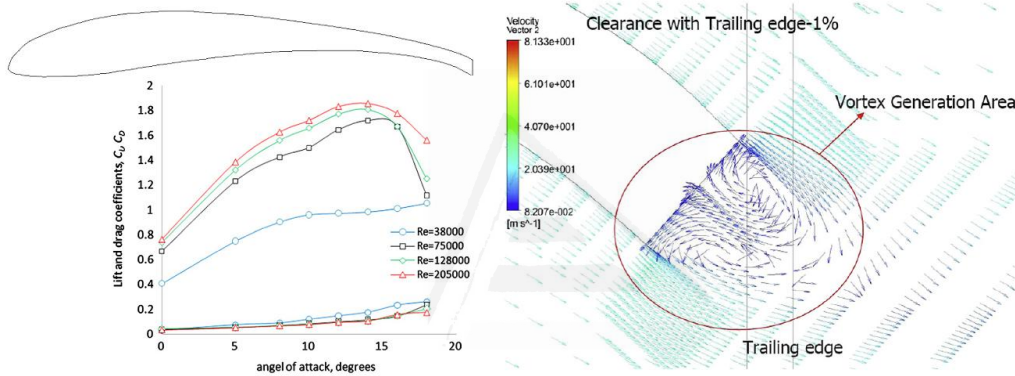 2
1.8
1.6
1.4
1.2
1
0.8
0.6
0.4
0.2
0
Lift and drag coefficients, CL, CD
Re=38000
Re=75000
Re=128000
Re=205000
0 5 10 15 20
angel of attack, degrees
Velocity
Vector 2
8.133e+001
6.101e+001
4.070e+001
2.039e+001
8.207e-002
[m s^-1]
Clearance with Trailing edge-1%
Vortex Generation Area
Trailing edge